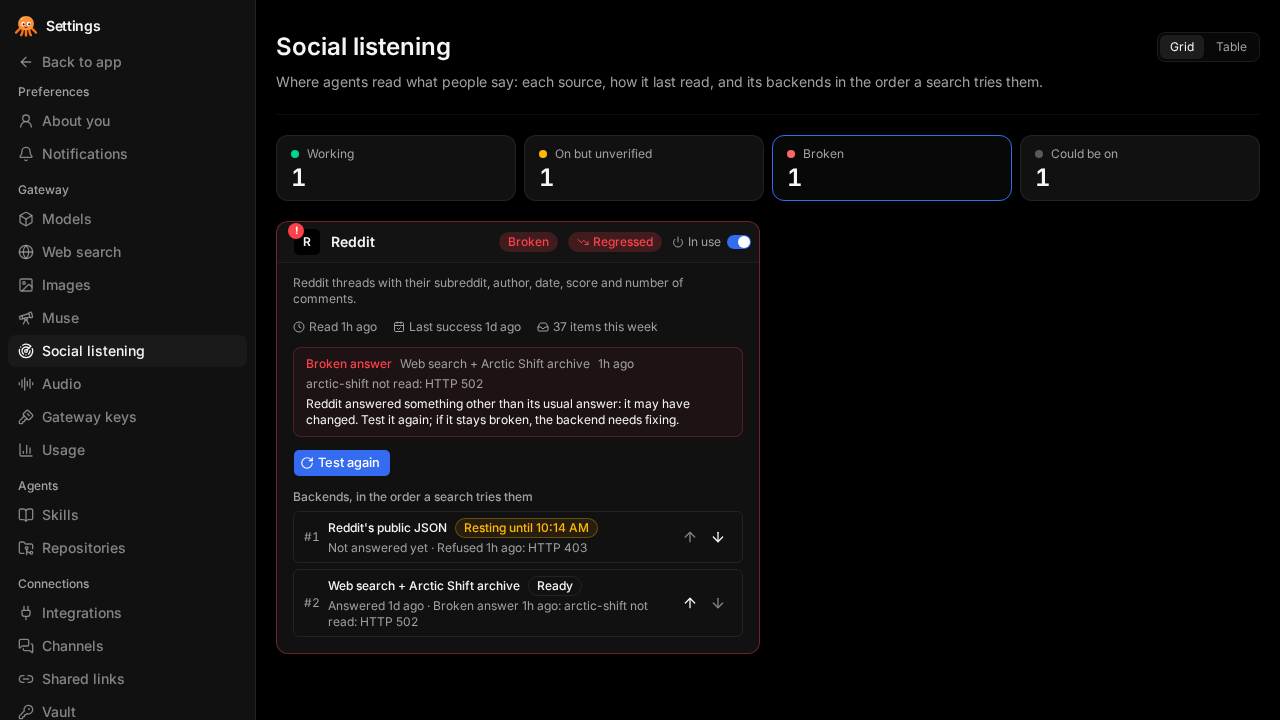 Settings
Back to app
Preferences
About you
Notifications
Gateway
Models
Web search
Images
Muse
Social listening
Audio
Gateway keys
Usage
Agents
Skills
Repositories
Connections
Integrations
Channels
Shared links
Vault
Social listening
Grid Table
Where agents read what people say: each source, how it last read, and its backends in the order a search tries them.
Working
1
On but unverified
1
Broken
1
Could be on
1
! R Reddit Broken Regressed In use
Reddit threads with their subreddit, author, date, score and number of
comments.
Read 1h ago Last success 1d ago 37 items this week
Broken answer Web search + Arctic Shift archive 1h ago
arctic-shift not read: HTTP 502
Reddit answered something other than its usual answer: it may have
changed. Test it again; if it stays broken, the backend needs fixing.
Test again
Backends, in the order a search tries them
#1 Reddit's public JSON Resting until 10:14 AM
Not answered yet · Refused 1h ago: HTTP 403
#2 Web search + Arctic Shift archive Ready
Answered 1d ago · Broken answer 1h ago: arctic-shift not
read: HTTP 502